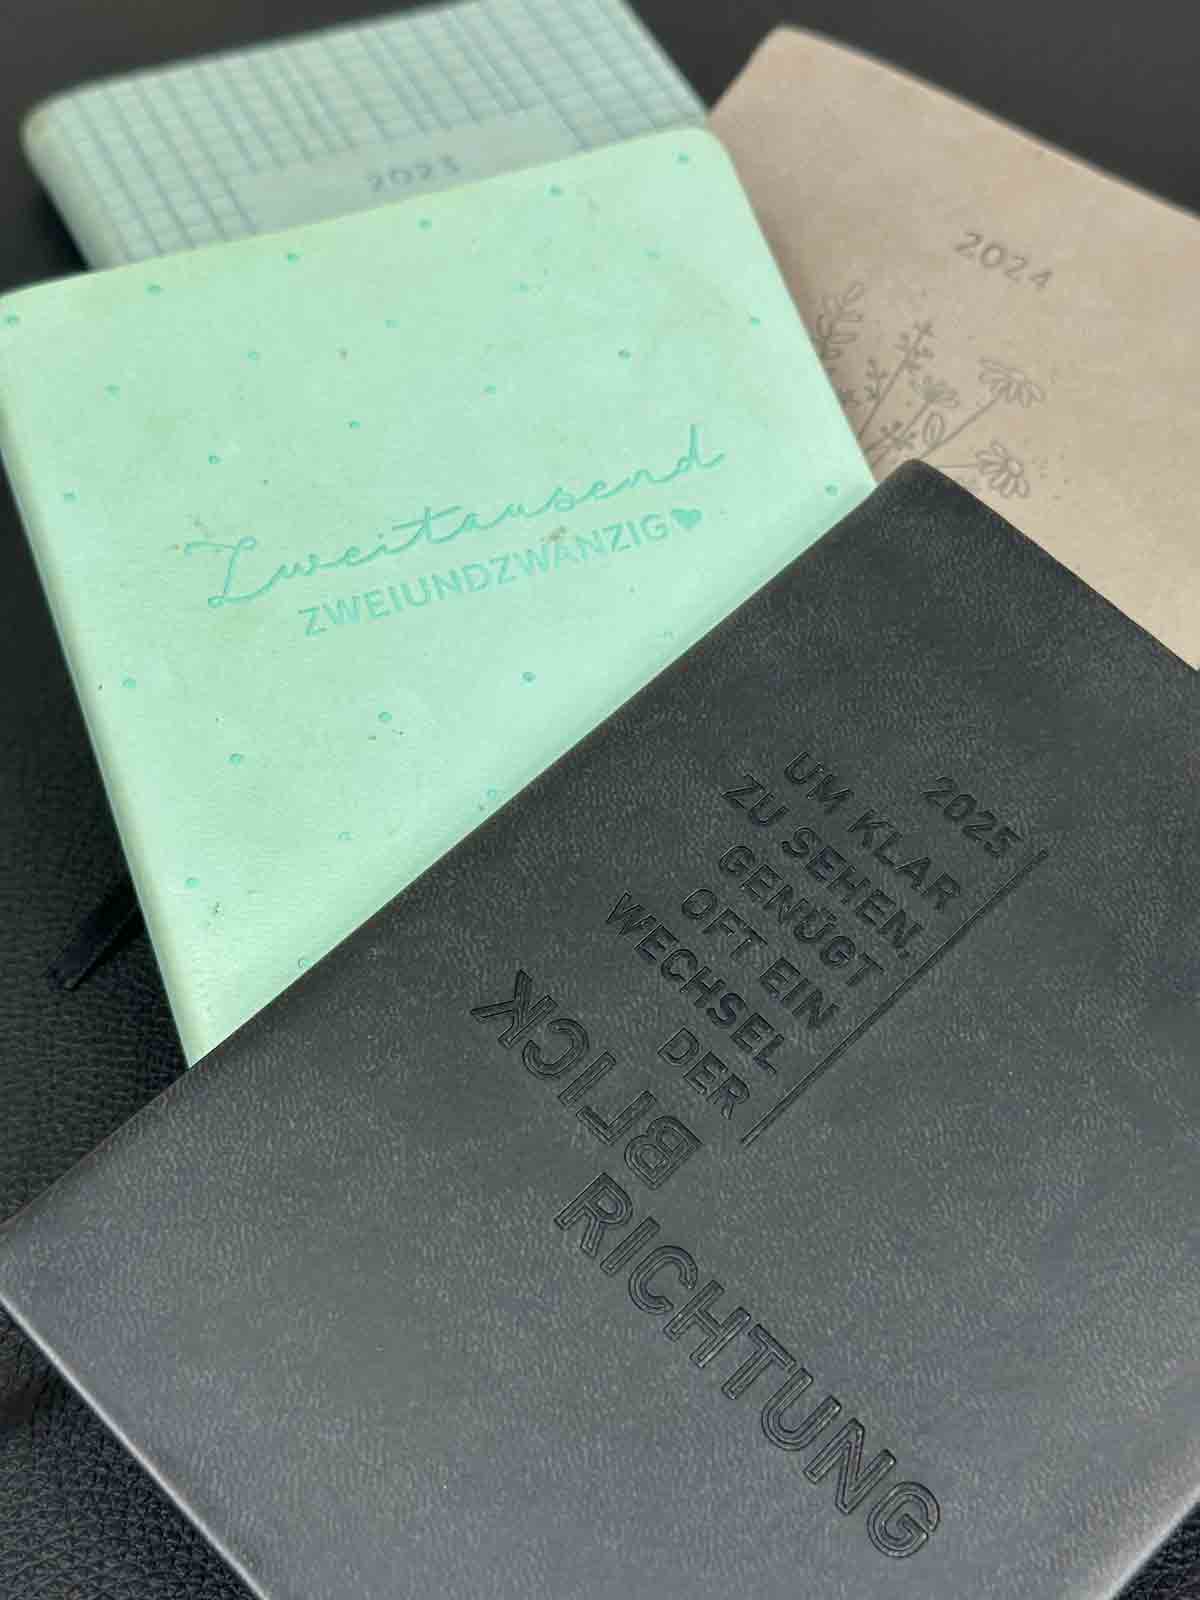 2023
2024
Zweitausend
ZWEIUNDZWANZIG
2025
UM KLAR
ZU SEHEN,
GENÜGT
OFT EIN
WECHSEL
DER
BLICK
RICHTUNG